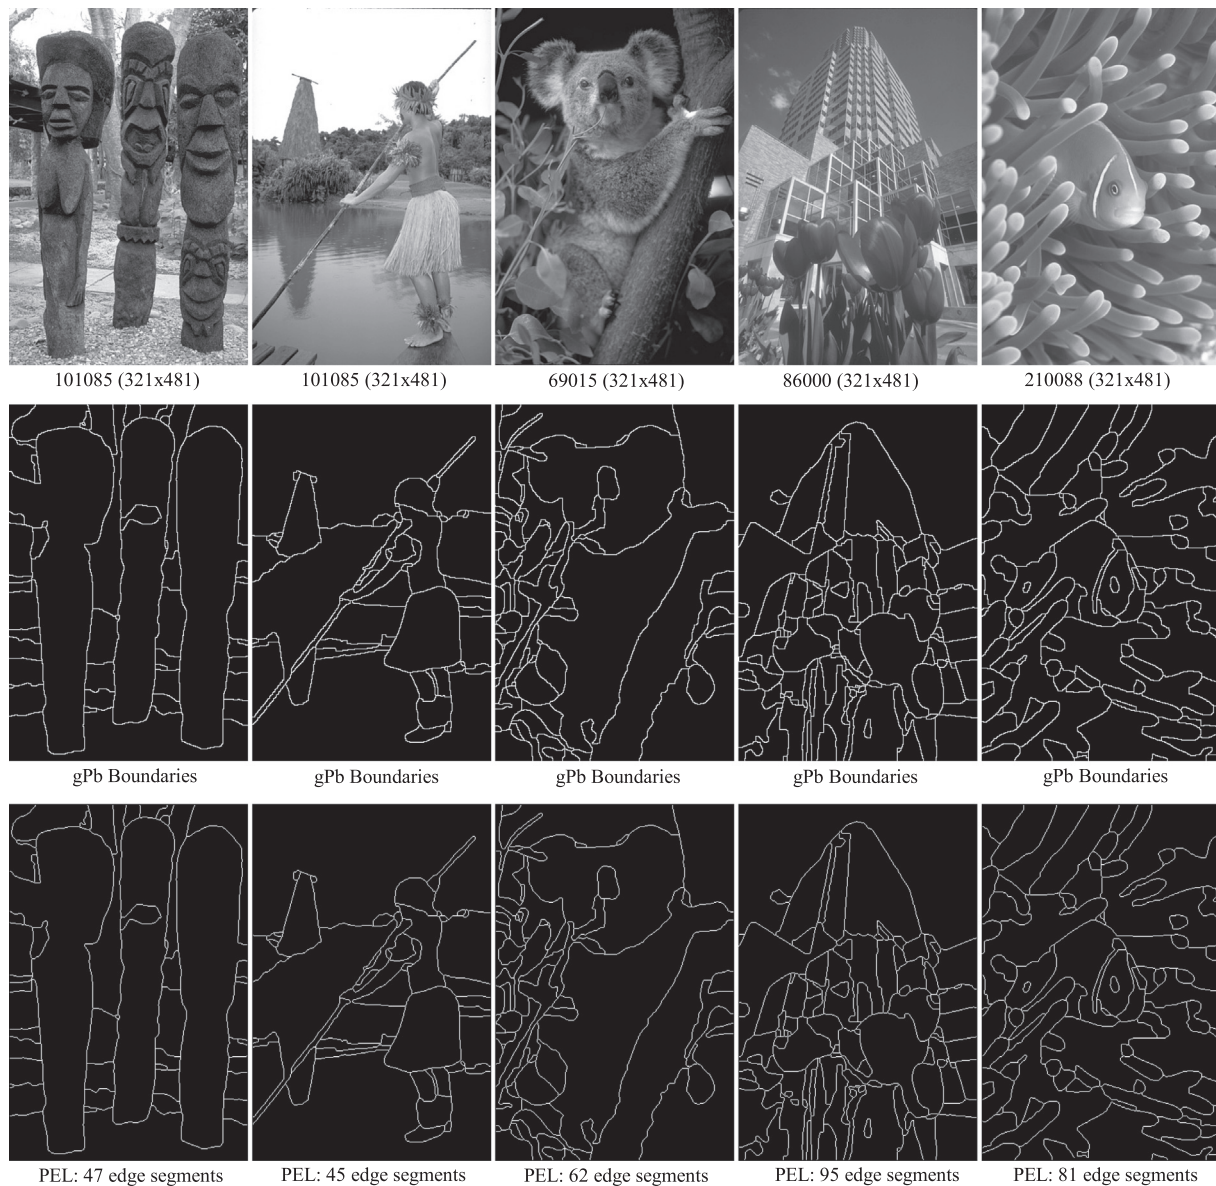 101085 (321x481) 101085 (321x481) 69015 (321x481) 86000 (321x481) 210088 (321x481)
gPb Boundaries gPb Boundaries gPb Boundaries gPb Boundaries gPb Boundaries
PEL: 47 edge segments PEL: 45 edge segments PEL: 62 edge segments PEL: 95 edge segments PEL: 81 edge segments